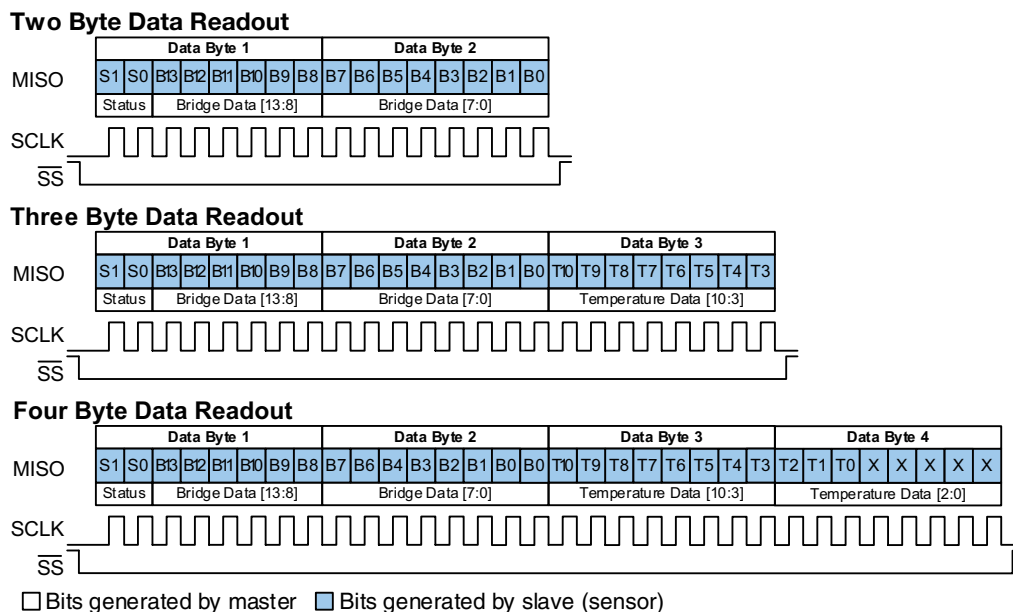 Two Byte Data Readout
Data Byte 1 Data Byte 2
MISO S1 S0 B13 B12 B11 B10 B9 B8 B7 B6 B5 B4 B3 B2 B1 B0
Status Bridge Data [13:8] Bridge Data [7:0]
SCLK
SS
Three Byte Data Readout
Data Byte 1 Data Byte 2 Data Byte 3
MISO S1 S0 B13 B12 B11 B10 B9 B8 B7 B6 B5 B4 B3 B2 B1 B0 T10 T9 T8 T7 T6 T5 T4 T3
Status Bridge Data [13:8] Bridge Data [7:0] Temperature Data [10:3]
SCLK
SS
Four Byte Data Readout
Data Byte 1 Data Byte 2 Data Byte 3 Data Byte 4
MISO S1 S0 B13 B12 B11 B10 B9 B8 B7 B6 B4 B3 B2 B1 B0 B0 T10 T9 T8 T7 T6 T5 T4 T3 T2 T1 T0 X X X X X
Status Bridge Data [13:8] Bridge Data [7:0] Temperature Data [10:3] Temperature Data [2:0]
SCLK
SS
Bits generated by master Bits generated by slave (sensor)